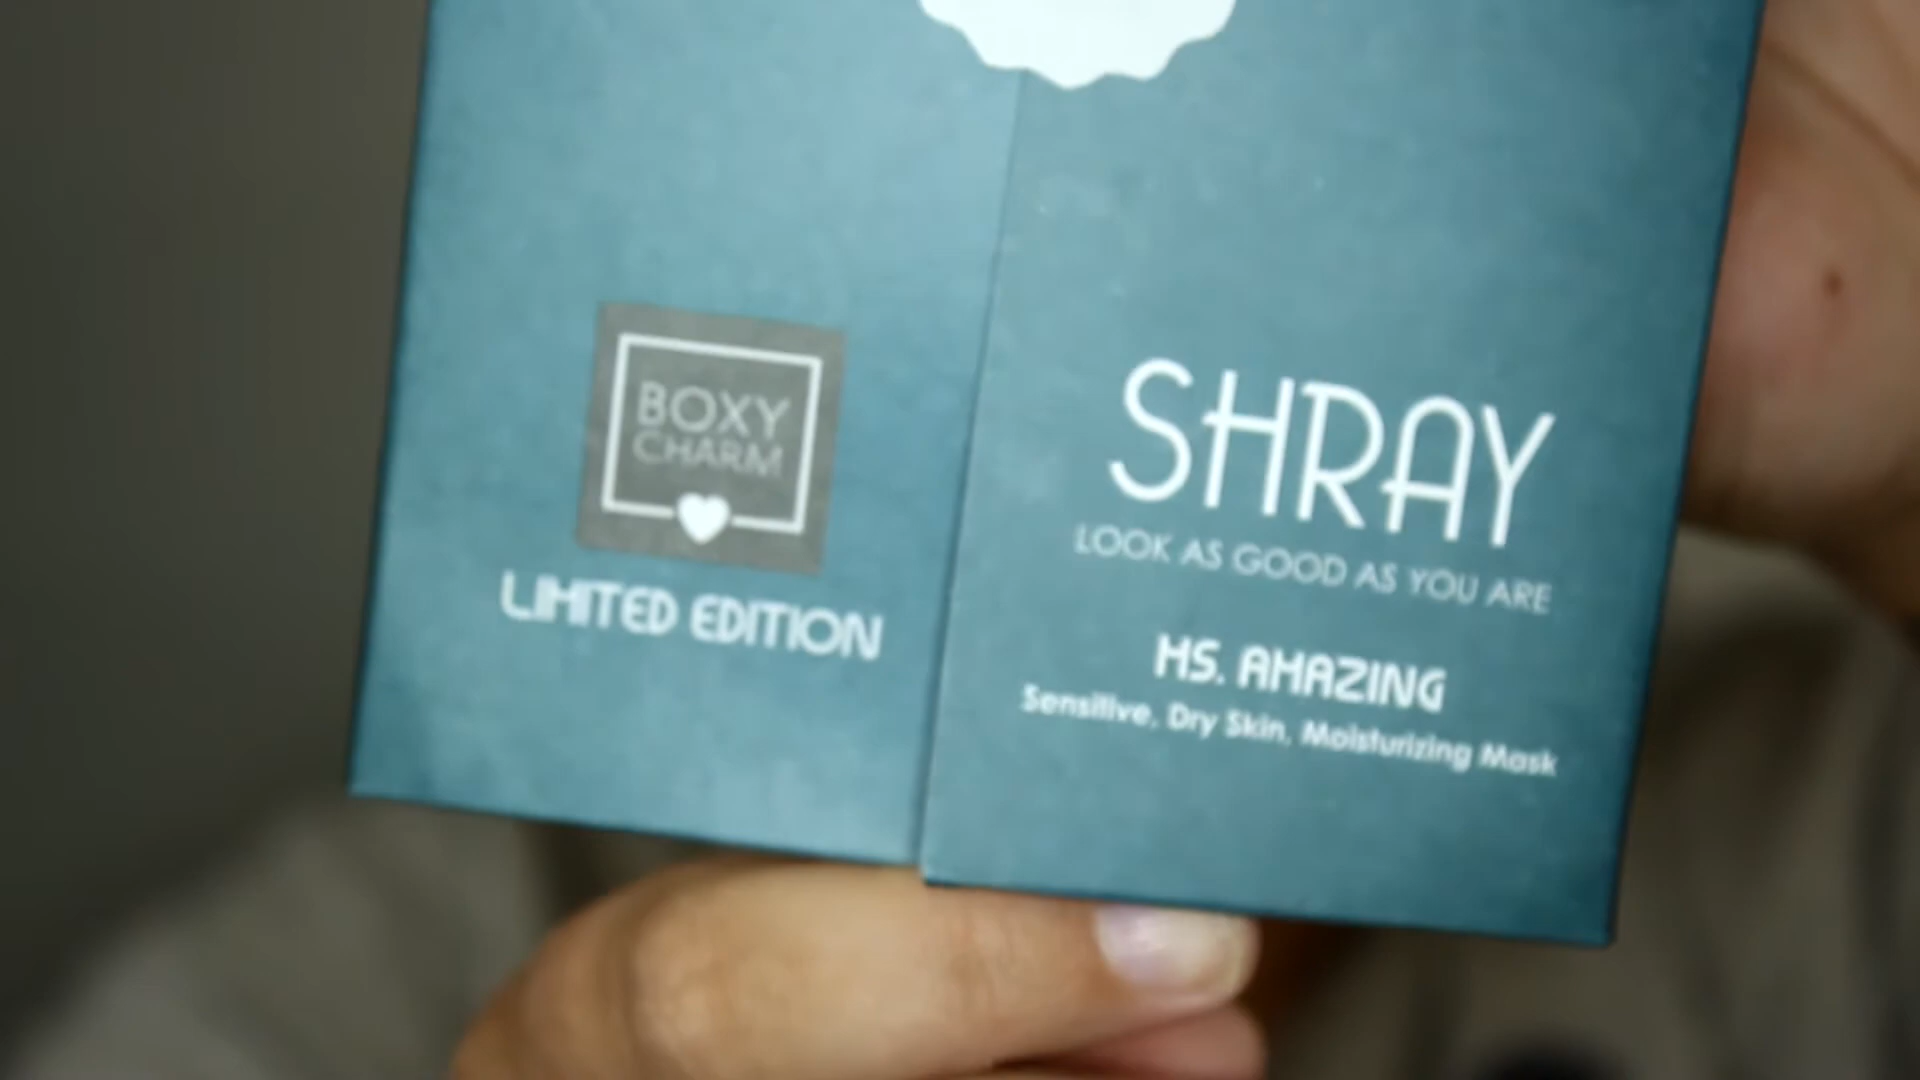 BOXY
CHARM
LIMITED EDITION
SHRAY
LOOK AS GOOD AS YOU ARE
MS. AMAZING
Sensitive, Dry Skin, Moisturizing Mask